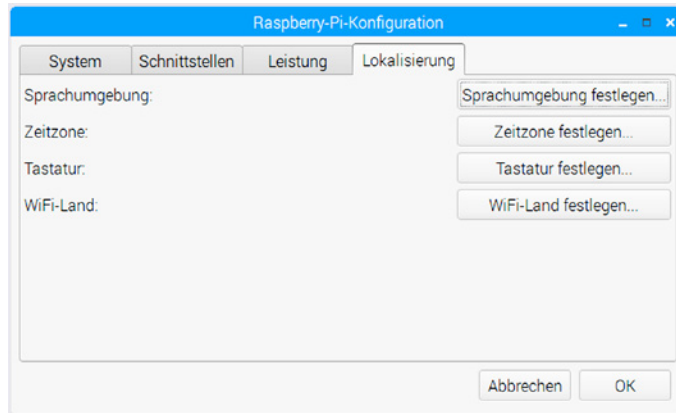 Raspberry-Pi-Konfiguration
System Schnittstellen Leistung Lokalisierung
Sprachumgebung: Sprachumgebung festlegen...
Zeitzone: Zeitzone festlegen...
Tastatur: Tastatur festlegen...
WiFi-Land: WiFi-Land festlegen...
Abbrechen OK